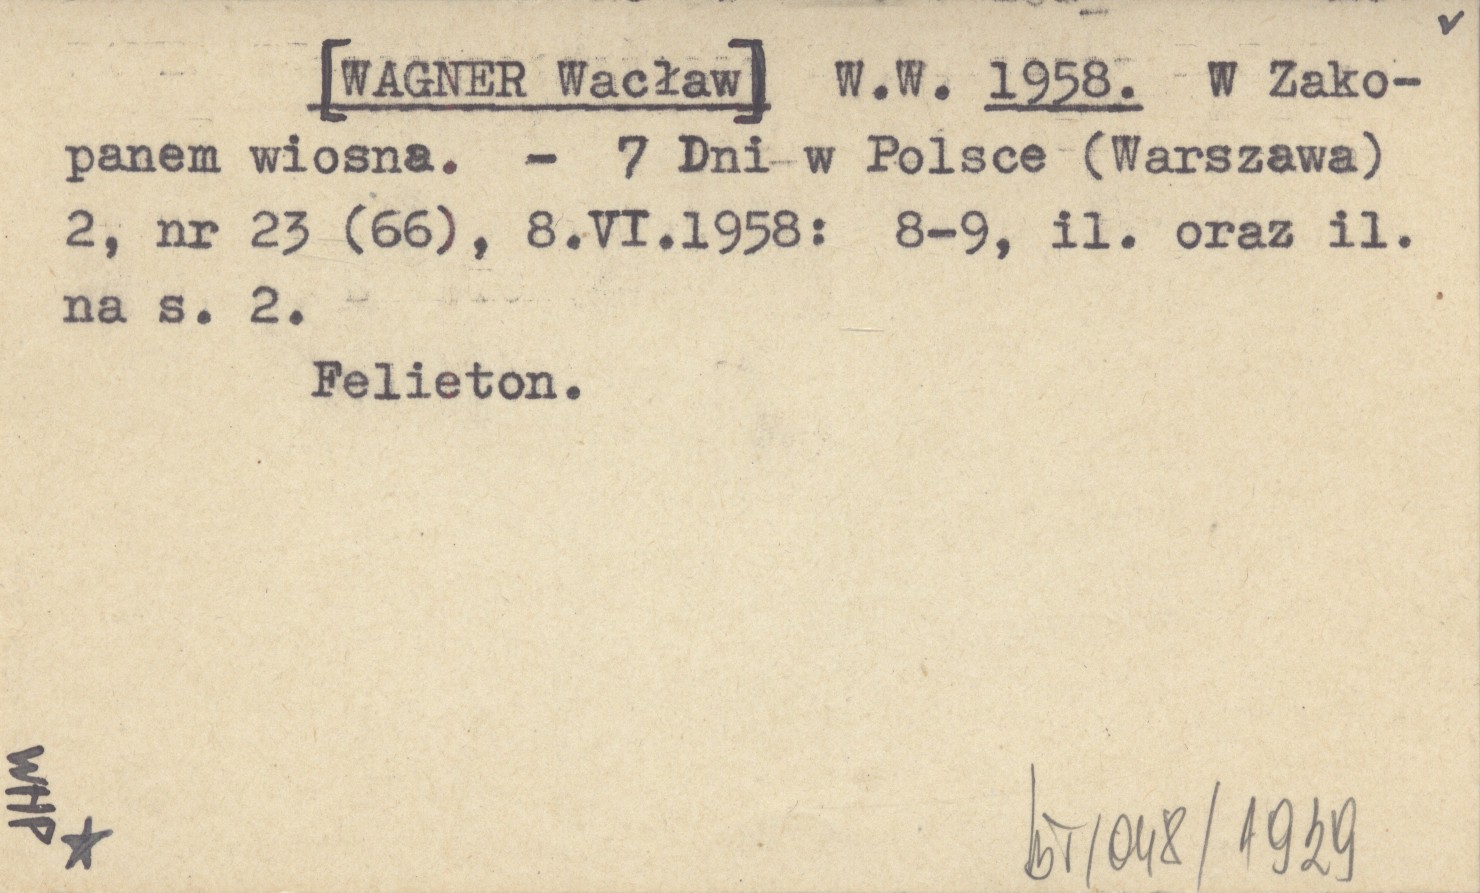 [WAGNER Wacław] W.W. 1958. W Zako-
panem wiosna. - 7 Dni w Polsce (Warszawa)
2, nr 23 (66), 8.VI.1958: 8-9, il. oraz il.
na s. 2.
Felieton.
WHP
/048/1929